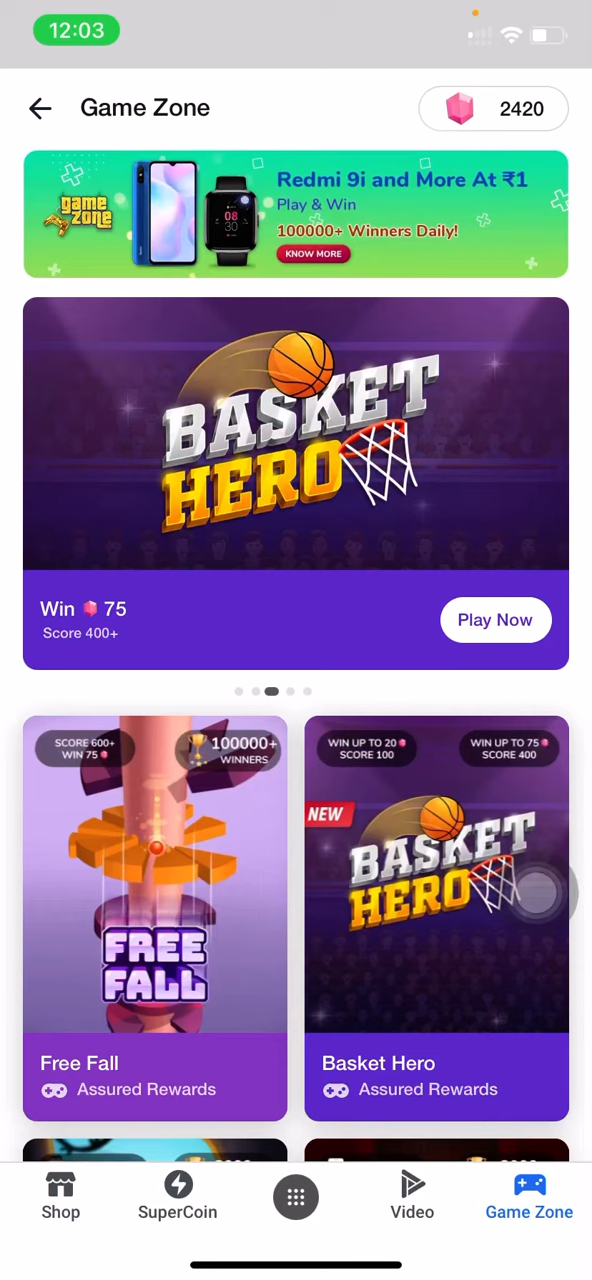 12:03
Game Zone
2420
game
zone
Redmi 9i and More At ₹1
Play & Win
100000+ Winners Daily!
KNOW MORE
08
30
BASKET
HERO
Win 75
Score 400+
Play Now
SCORE 600+
WIN 75
100000+
WINNERS
FREE
FALL
Free Fall
Assured Rewards
WIN UP TO 20
SCORE 100
WIN UP TO 75
SCORE 400
NEW
BASKET
HERO
Basket Hero
Assured Rewards
Shop
SuperCoin
Video
Game Zone